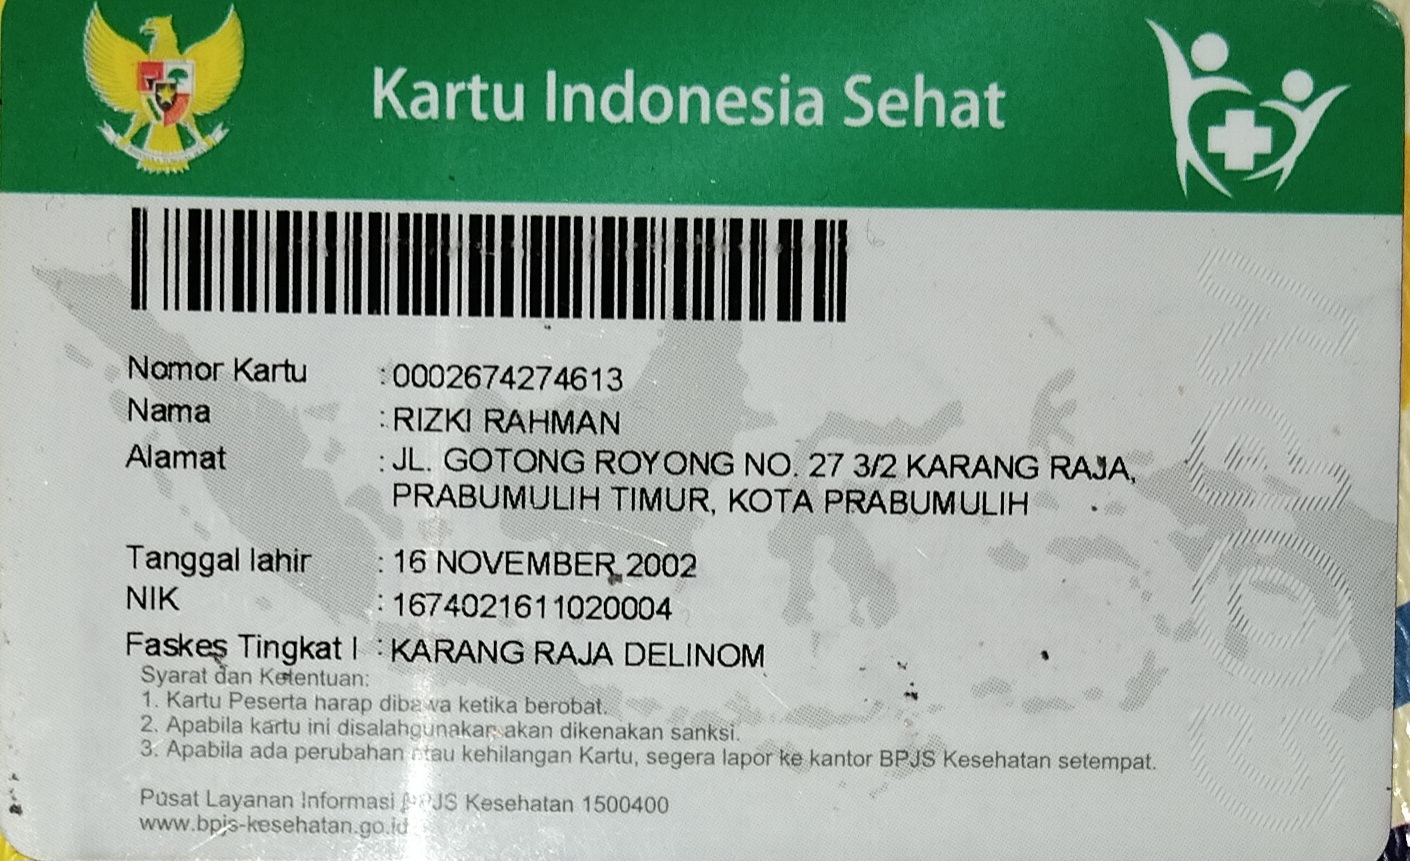 Kartu Indonesia Sehat
Nomor Kartu : 0002674274613
Nama : RIZKI RAHMAN
Alamat : JL. GOTONG ROYONG NO. 27 3/2 KARANG RAJA,
PRABUMULIH TIMUR, KOTA PRABUMULIH
Tanggal lahir : 16 NOVEMBER 2002
NIK : 1674021611020004
Faskes Tingkat I : KARANG RAJA DELINOM
Syarat dan Ketentuan:
1. Kartu Peserta harap dibawa ketika berobat.
2. Apabila kartu ini disalahgunakan akan dikenakan sanksi.
3. Apabila ada perubahan atau kehilangan Kartu, segera lapor ke kantor BPJS Kesehatan setempat.
Pusat Layanan Informasi BPJS Kesehatan 1500400
www.bpjs-kesehatan.go.id